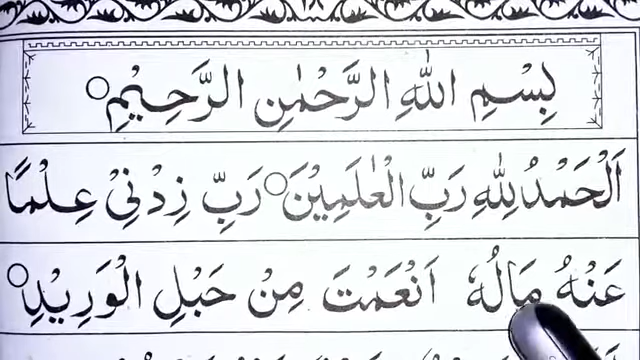 بِسْمِ اللّٰهِ الرَّحْمٰنِ الرَّحِيْمِ ○
اَلْحَمْدُ لِلّٰهِ رَبِّ الْعٰلَمِيْنَ ○ رَبِّ زِدْنِيْ عِلْمًا
عَنْهُ مَالُهٗ اَنْعَمْتَ مِنْ حَبْلِ الْوَرِيْدِ ○